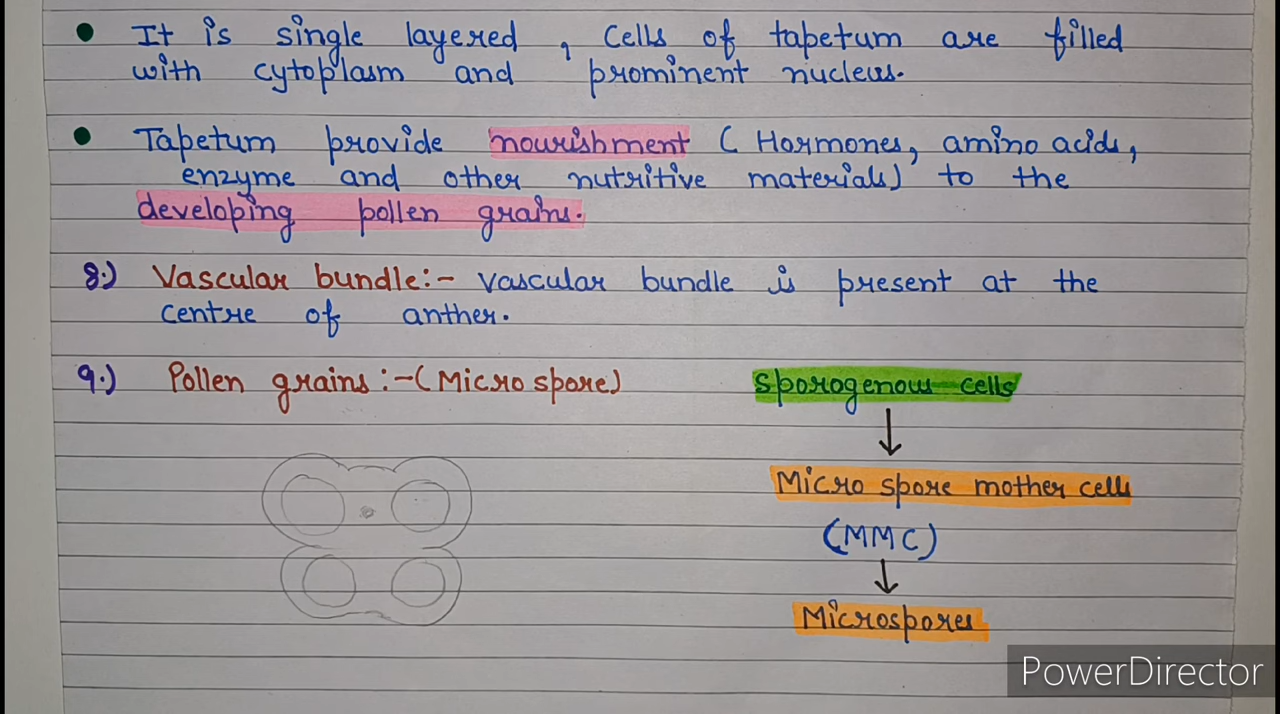 • It is single layered , Cells of tapetum are filled
with cytoplasm and prominent nucleus.
• Tapetum provide nourishment ( Hormones, amino acids,
enzyme and other nutritive materials) to the
developing pollen grains.
8.) Vascular bundle:- vascular bundle is present at the
centre of anther.
9.) Pollen grains :-(Micro spore)
Sporogenous cells
↓
Micro spore mother cells
(MMC)
↓
Microspores
PowerDirector